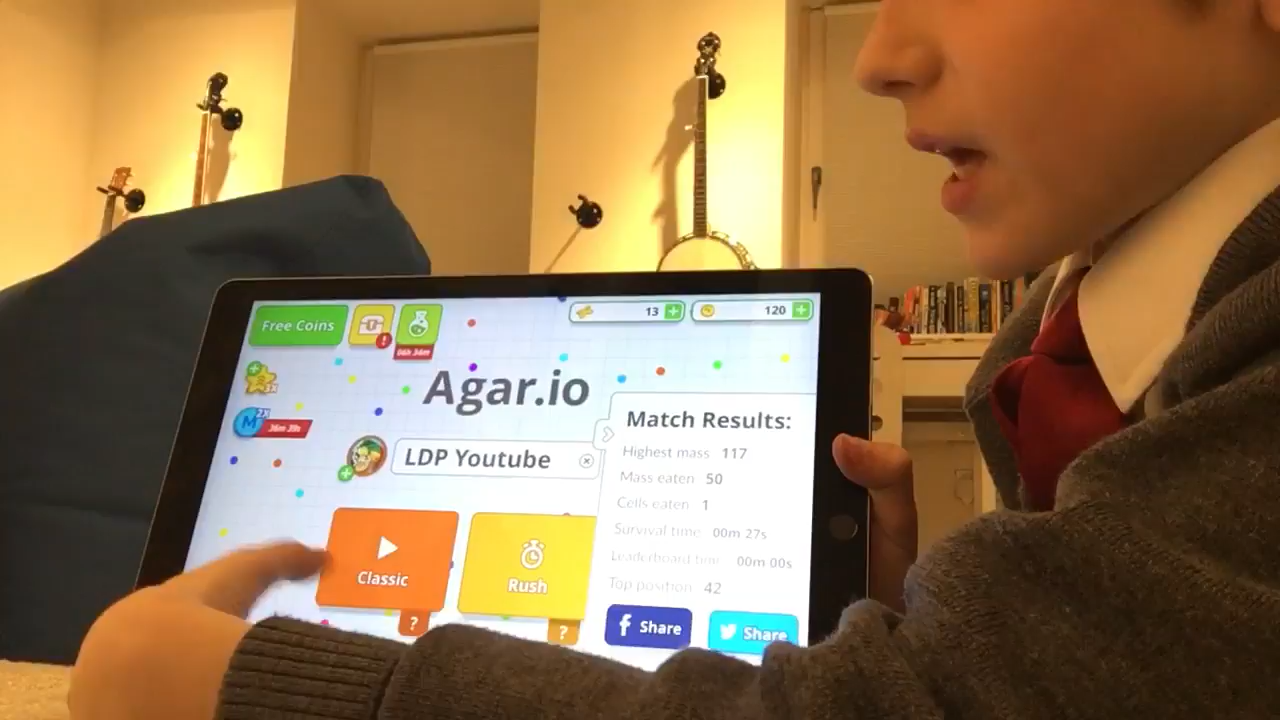 Free Coins
13
120
06h 36m
3X
2X
M
36m 39s
Agar.io
LDP Youtube
Match Results:
Highest mass 117
Mass eaten 50
Cells eaten 1
Survival time 00m 27s
Leaderboard time 00m 00s
Top position 42
Classic
Rush
?
?
f Share
Share